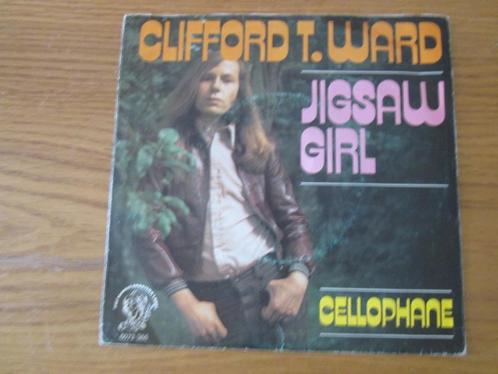 CLIFFORD T. WARD
JIGSAW
GIRL
CELLOPHANE